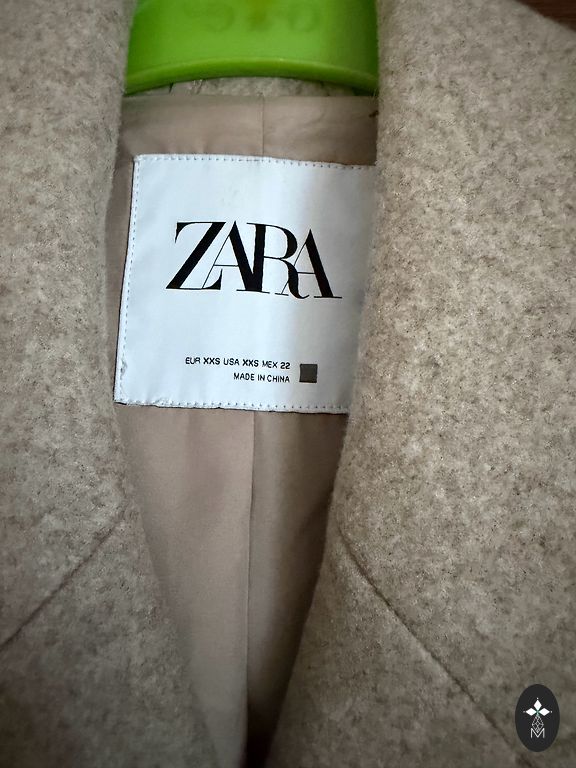 ZARA
EUR XXS USA XXS MEX 22
MADE IN CHINA
M